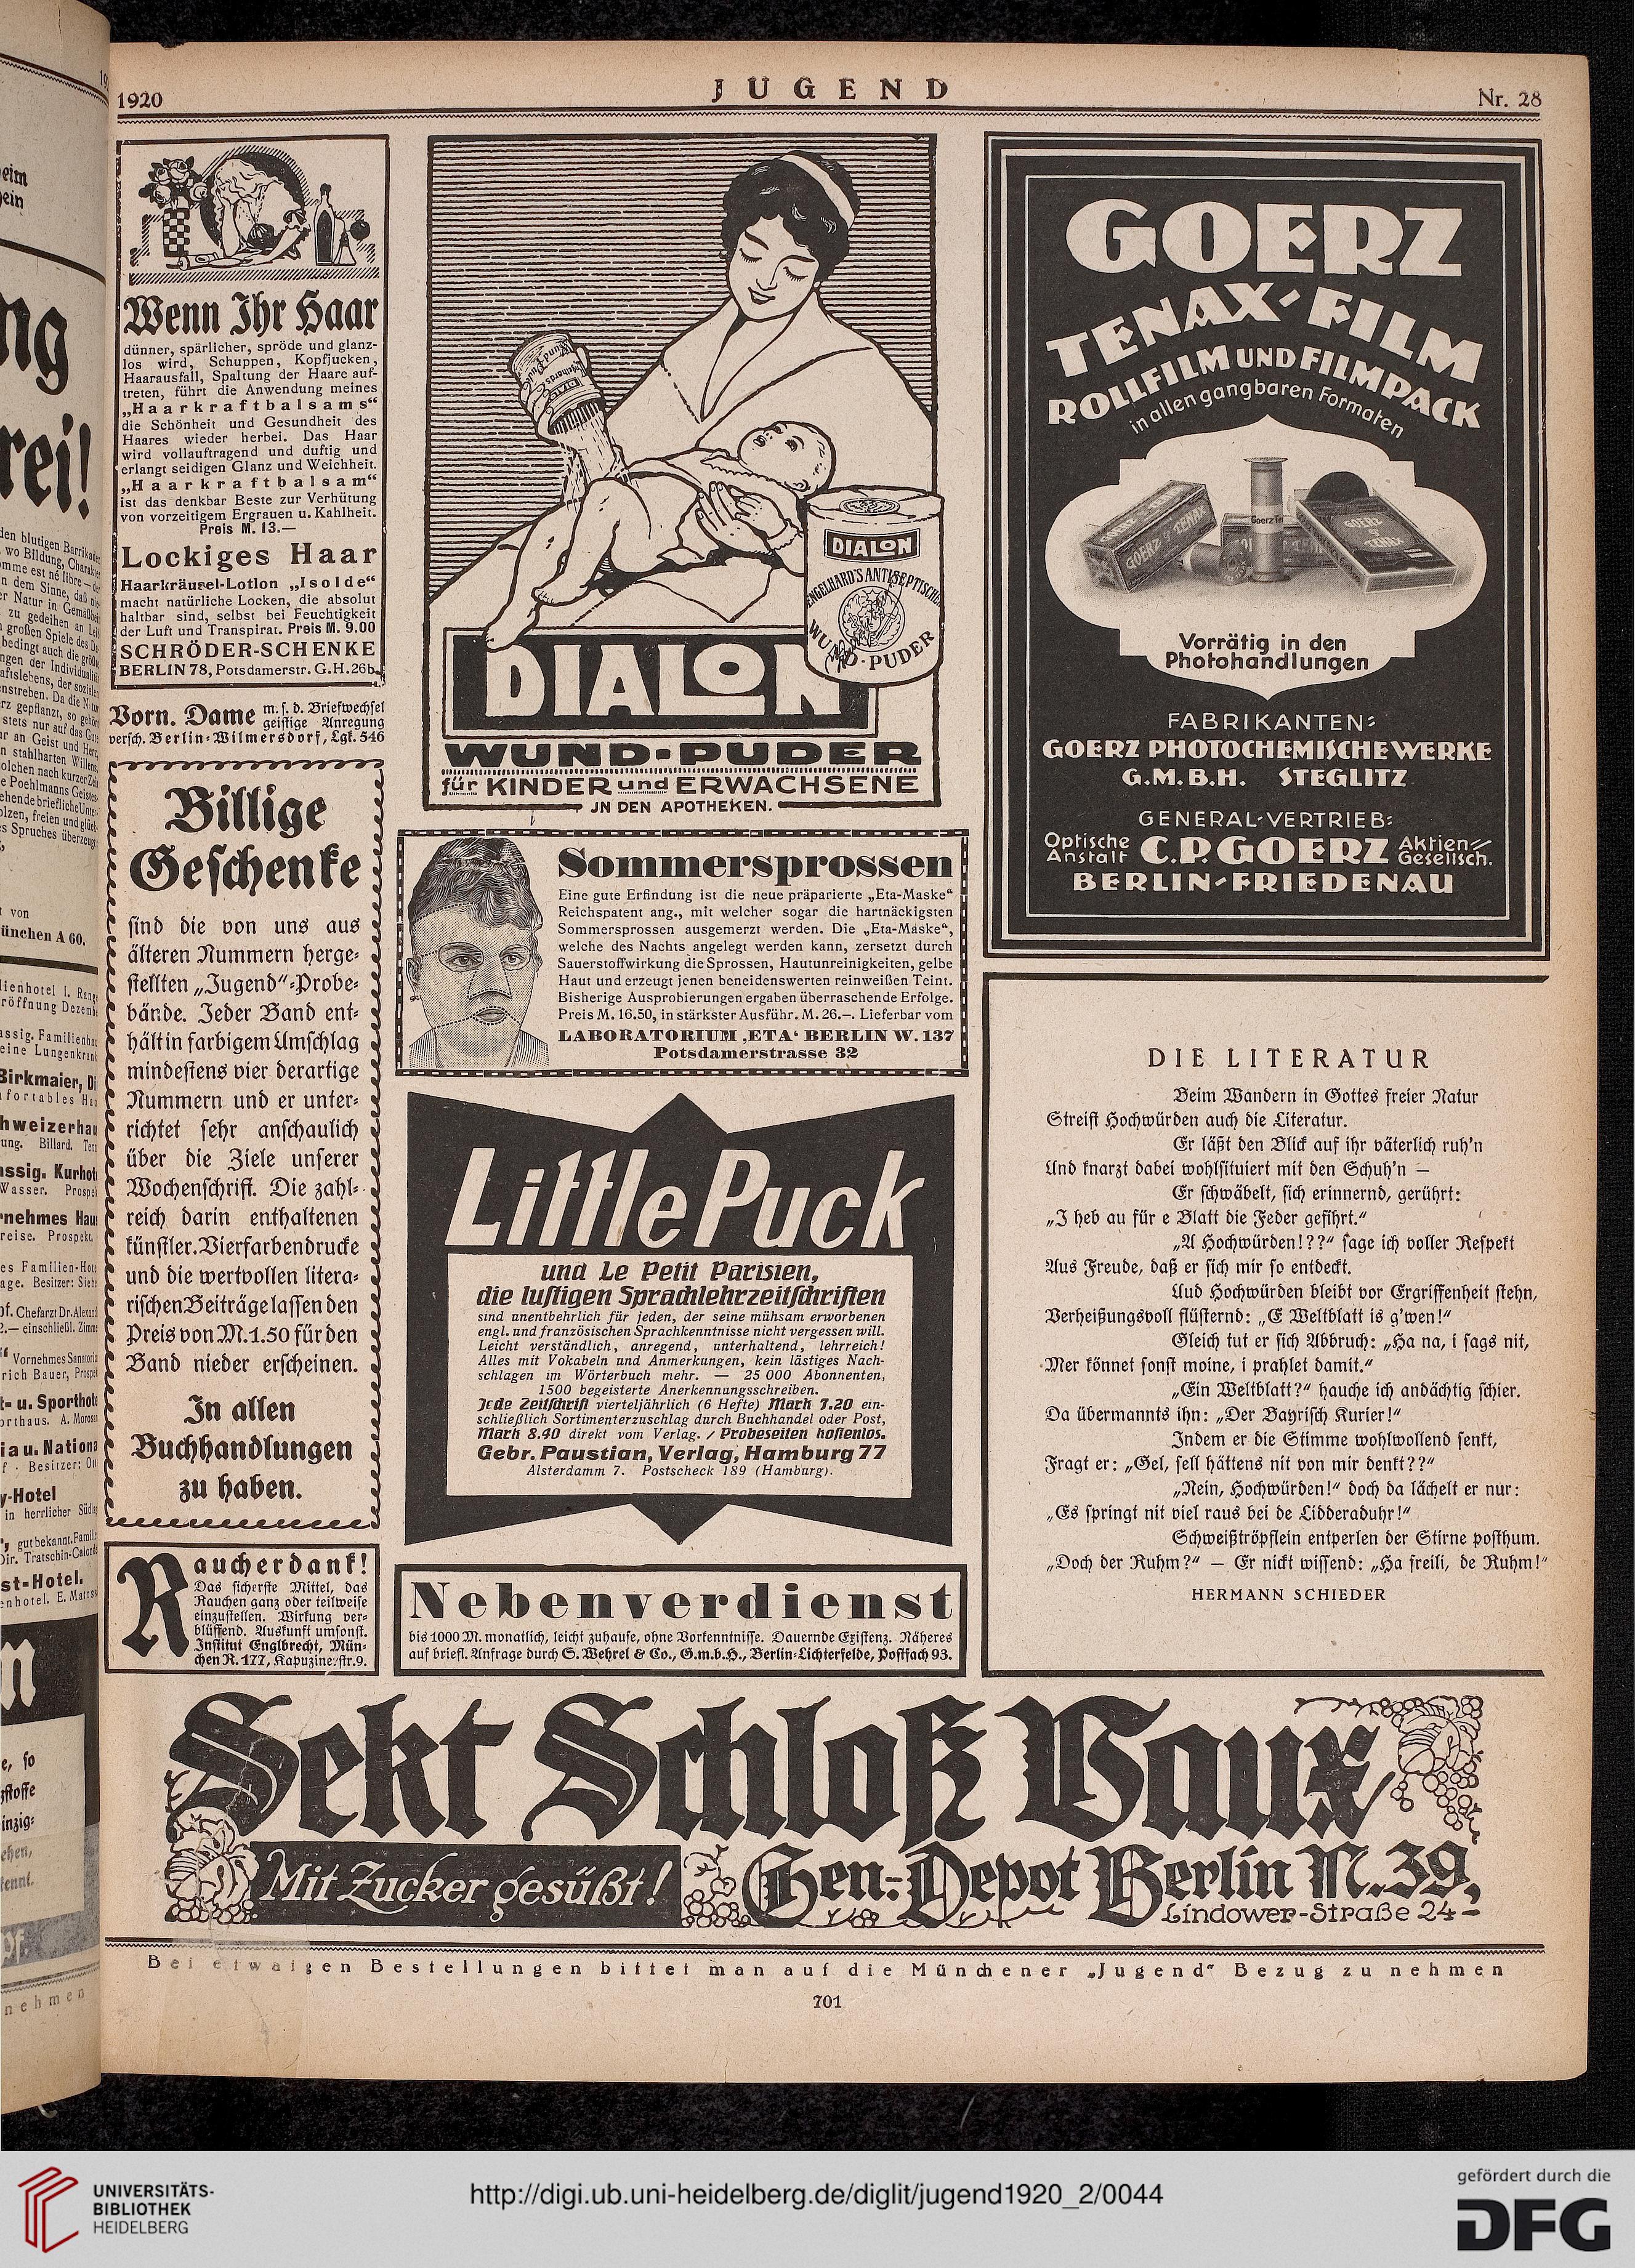 1920
JUGEND
Nr. 28
Wenn Ihr Haar
dünner, spärlicher, spröde und glanz-
los wird, Schuppen, Kopfjucken,
Haarausfall, Spaltung der Haare auf-
treten, führt die Anwendung meines
„Haarkraftbalsams“
die Schönheit und Gesundheit des
Haares wieder herbei. Das Haar
wird vollauftragend und duftig und
erlangt seidigen Glanz und Weichheit.
„Haarkraftbalsam“
ist das denkbar Beste zur Verhütung
von vorzeitigem Ergrauen u. Kahlheit.
Preis M. 13.—
Lockiges Haar
Haarkräusel-Lotion „Isolde“
macht natürliche Locken, die absolut
haltbar sind, selbst bei Feuchtigkeit
der Luft und Transpirat. Preis M. 9.00
SCHRÖDER-SCHENKE
BERLIN 78, Potsdamerstr. G.H. 26b.
Vorn. Dame m. s. d. Briefwechsel
geistige Anregung
versch. Berlin-Wilmersdorf, Lgk. 546
Billige
Geschenke
sind die von uns aus
älteren Nummern herge-
stellten „Jugend“-Probe-
bände. Jeder Band ent-
hält in farbigem Umschlag
mindestens vier derartige
Nummern und er unter-
richtet sehr anschaulich
über die Ziele unserer
Wochenschrift. Die zahl-
reich darin enthaltenen
künstler. Vierfarbendrucke
und die wertvollen litera-
rischen Beiträge lassen den
Preis von M. 1.50 für den
Band nieder erscheinen.
In allen
Buchhandlungen
zu haben.
Raucherdank!
Das sicherste Mittel, das
Rauchen ganz oder teilweise
einzustellen. Wirkung ver-
blüffend. Auskunft umsonst.
Institut Englbrecht, Mün-
chen R. 177, Kapuzinerstr. 9.
DIALON
ENGELHARD'S ANTISEPTISCHER
WUND-PUDER
DIALON
WUND-PUDER
für KINDER und ERWACHSENE
JN DEN APOTHEKEN.
Sommersprossen
Eine gute Erfindung ist die neue präparierte „Eta-Maske“
Reichspatent ang., mit welcher sogar die hartnäckigsten
Sommersprossen ausgemerzt werden. Die „Eta-Maske“,
welche des Nachts angelegt werden kann, zersetzt durch
Sauerstoffwirkung die Sprossen, Hautunreinigkeiten, gelbe
Haut und erzeugt jenen beneidenswerten reinweißen Teint.
Bisherige Ausprobierungen ergaben überraschende Erfolge.
Preis M. 16.50, in stärkster Ausführ. M. 26.—. Lieferbar vom
LABORATORIUM ‚ETA‘ BERLIN W. 137
Potsdamerstrasse 32
Little Puck
und Le Petit Parisien,
die lustigen Sprachlehrzeitschriften
sind unentbehrlich für jeden, der seine mühsam erworbenen
engl. und französischen Sprachkenntnisse nicht vergessen will.
Leicht verständlich, anregend, unterhaltend, lehrreich!
Alles mit Vokabeln und Anmerkungen, kein lästiges Nach-
schlagen im Wörterbuch mehr. — 25 000 Abonnenten,
1500 begeisterte Anerkennungsschreiben.
Jede Zeitschrift vierteljährlich (6 Hefte) Mark 7.20 ein-
schließlich Sortimenterzuschlag durch Buchhandel oder Post,
Mark 8.40 direkt vom Verlag. / Probeseiten kostenlos.
Gebr. Paustian, Verlag, Hamburg 77
Alsterdamm 7. Postscheck 189 (Hamburg).
Nebenverdienst
bis 1000 M. monatlich, leicht zuhause, ohne Vorkenntnisse. Dauernde Existenz. Näheres
auf briefl. Anfrage durch S. Wehrel & Co., G.m.b.H., Berlin-Lichterfelde, Postfach 93.
GOERZ
TENAX-FILM
ROLLFILM UND FILMPACK
in allen gangbaren Formaten
GOERZ TENAX
Vorrätig in den
Photohandlungen
FABRIKANTEN:
GOERZ PHOTOCHEMISCHE WERKE
G.M.B.H. STEGLITZ
GENERAL-VERTRIEB:
Optische Anstalt C.P. GOERZ Aktien-Gesellsch.
BERLIN-FRIEDENAU
DIE LITERATUR
Beim Wandern in Gottes freier Natur
Streift Hochwürden auch die Literatur.
Er läßt den Blick auf ihr väterlich ruh'n
Und knarzt dabei wohlsituiert mit den Schuh'n —
Er schwäbelt, sich erinnernd, gerührt:
„J heb au für e Blatt die Feder gefihrt.“
„A Hochwürden!??“ sage ich voller Respekt
Aus Freude, daß er sich mir so entdeckt.
Und Hochwürden bleibt vor Ergriffenheit stehn,
Verheißungsvoll flüsternd: „E Weltblatt is g'wen!“
Gleich tut er sich Abbruch: „Ha na, i sags nit,
Mer könnet sonst moine, i prahlet damit.“
„Ein Weltblatt?“ hauche ich andächtig schier.
Da übermannts ihn: „Der Bayrisch Kurier!“
Indem er die Stimme wohlwollend senkt,
Fragt er: „Gel, sell hättens nit von mir denkt??“
„Nein, Hochwürden!“ doch da lächelt er nur:
„Es springt nit viel raus bei de Lidderaduhr!“
Schweißtröpflein entperlen der Stirne posthum.
„Doch der Ruhm?“ — Er nickt wissend: „Ha freili, de Ruhm!“
HERMANN SCHIEDER
Sekt Schloß Vaux
Mit Zucker gesüßt!
Gen.-Depot Berlin N. 39,
Lindower-Straße 24
Bei etwaigen Bestellungen bittet man auf die Münchener „Jugend“ Bezug zu nehmen
701
UNIVERSITÄTS-
BIBLIOTHEK
HEIDELBERG
http://digi.ub.uni-heidelberg.de/diglit/jugend1920_2/0044
gefördert durch die
DFG